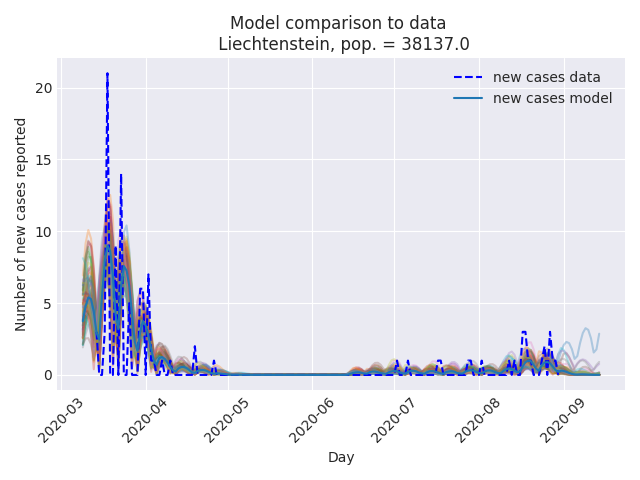 Model comparison to data
Liechtenstein, pop. = 38137.0
new cases data
new cases model
Number of new cases reported
20
15
10
5
0
2020-03
2020-04
2020-05
2020-06
2020-07
2020-08
2020-09
Day